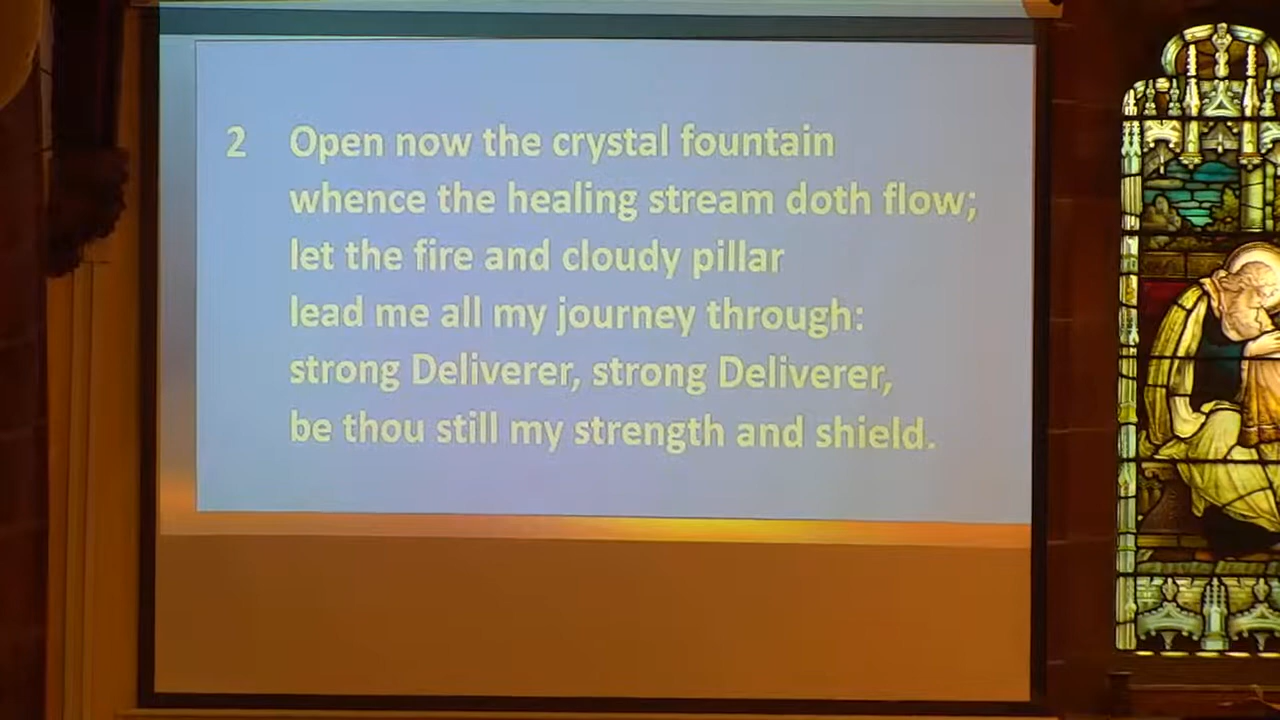 2 Open now the crystal fountain
whence the healing stream doth flow;
let the fire and cloudy pillar
lead me all my journey through:
strong Deliverer, strong Deliverer,
be thou still my strength and shield.